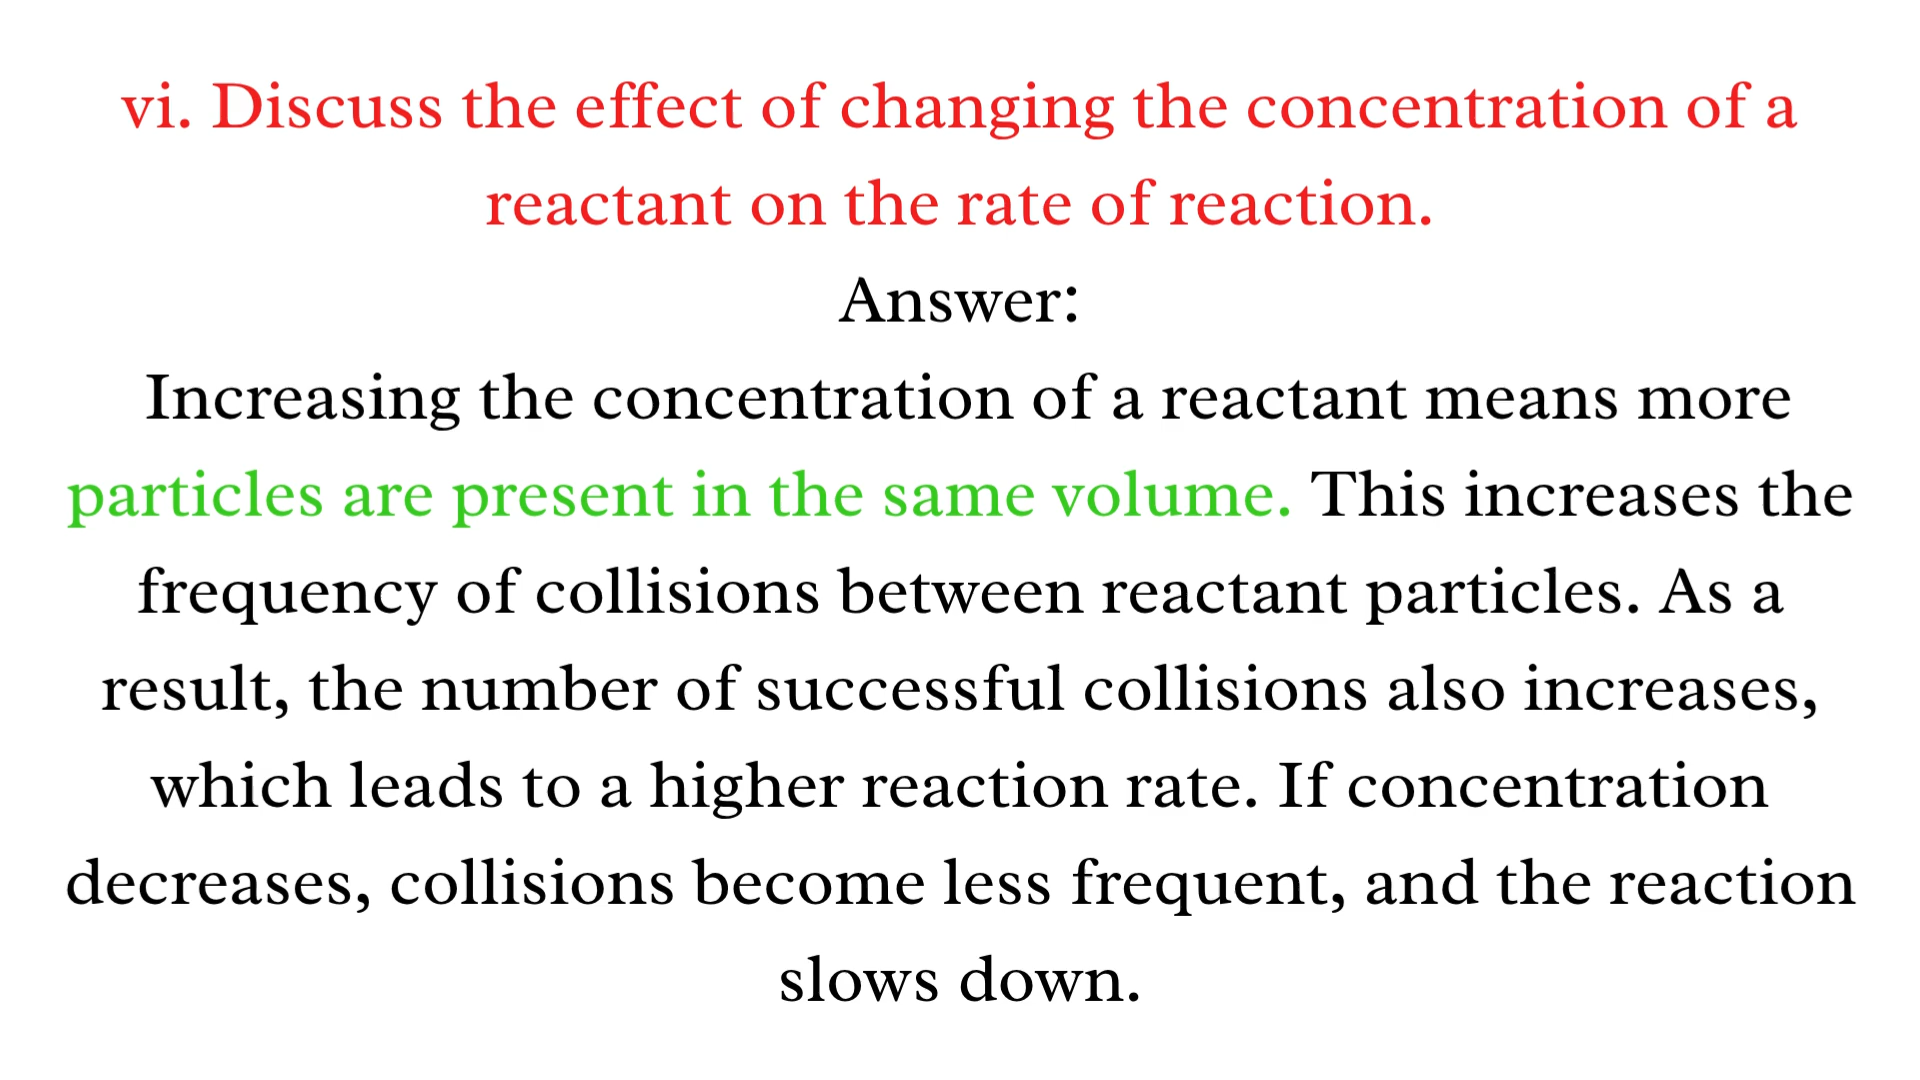 vi. Discuss the effect of changing the concentration of a
reactant on the rate of reaction.
Answer:
Increasing the concentration of a reactant means more
particles are present in the same volume. This increases the
frequency of collisions between reactant particles. As a
result, the number of successful collisions also increases,
which leads to a higher reaction rate. If concentration
decreases, collisions become less frequent, and the reaction
slows down.